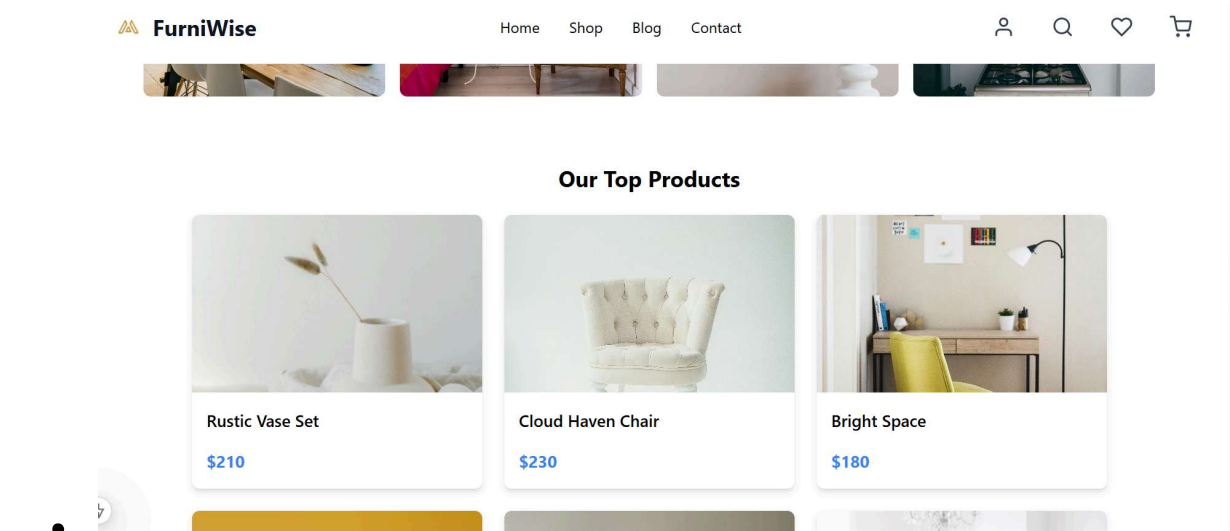 FurniWise
Home Shop Blog Contact
Our Top Products
Rustic Vase Set
Cloud Haven Chair
Bright Space
$210
$230
$180